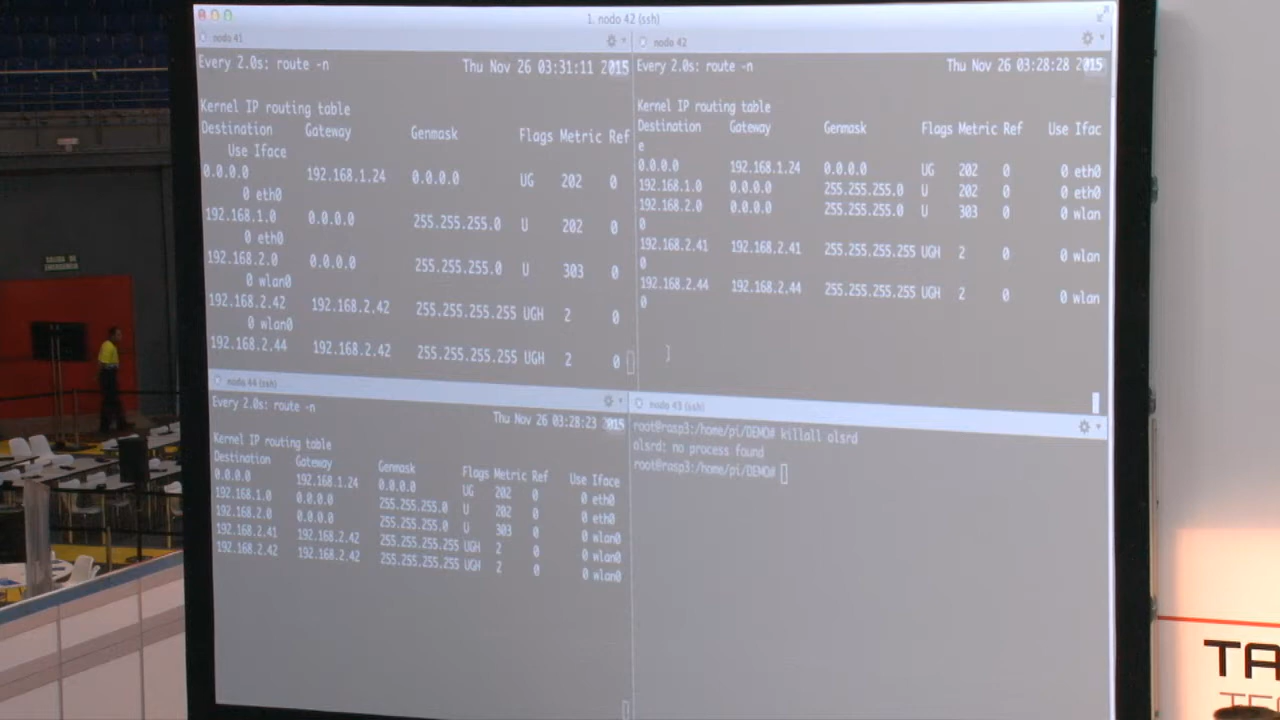 1. nodo 42 (ssh)
nodo 41
Every 2.0s: route -n Thu Nov 26 03:31:11 2015
Kernel IP routing table
Destination Gateway Genmask Flags Metric Ref
Use Iface
0.0.0.0 192.168.1.24 0.0.0.0 UG 202 0
0 eth0
192.168.1.0 0.0.0.0 255.255.255.0 U 202 0
0 eth0
192.168.2.0 0.0.0.0 255.255.255.0 U 303 0
0 wlan0
192.168.2.42 192.168.2.42 255.255.255.255 UGH 2 0
0 wlan0
192.168.2.44 192.168.2.42 255.255.255.255 UGH 2 0
nodo 42
Every 2.0s: route -n Thu Nov 26 03:28:28 2015
Kernel IP routing table
Destination Gateway Genmask Flags Metric Ref Use Ifac
e
0.0.0.0 192.168.1.24 0.0.0.0 UG 202 0 0 eth0
192.168.1.0 0.0.0.0 255.255.255.0 U 202 0 0 eth0
192.168.2.0 0.0.0.0 255.255.255.0 U 303 0 0 wlan
0
192.168.2.41 192.168.2.41 255.255.255.255 UGH 2 0 0 wlan
0
192.168.2.44 192.168.2.44 255.255.255.255 UGH 2 0 0 wlan
0
]
nodo 44 (ssh)
Every 2.0s: route -n Thu Nov 26 03:28:23 2015
Kernel IP routing table
Destination Gateway Genmask Flags Metric Ref Use Iface
0.0.0.0 192.168.1.24 0.0.0.0 UG 202 0 0 eth0
192.168.1.0 0.0.0.0 255.255.255.0 U 202 0 0 eth0
192.168.2.0 0.0.0.0 255.255.255.0 U 303 0 0 wlan0
192.168.2.41 192.168.2.42 255.255.255.255 UGH 2 0 0 wlan0
192.168.2.42 192.168.2.42 255.255.255.255 UGH 2 0 0 wlan0
nodo 43 (ssh)
root@rasp3:/home/pi/DEMO# killall olsrd
olsrd: no process found
root@rasp3:/home/pi/DEMO#
SALIDA DE
EMERGENCIA
TA